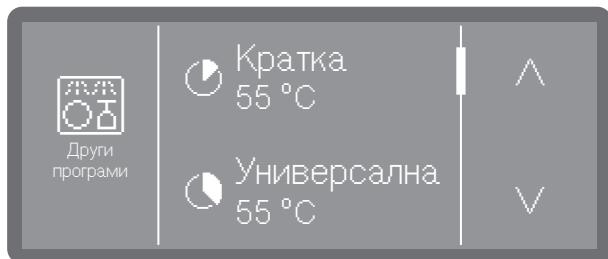 Други
програми
Кратка
55 °C
Универсална
55 °C